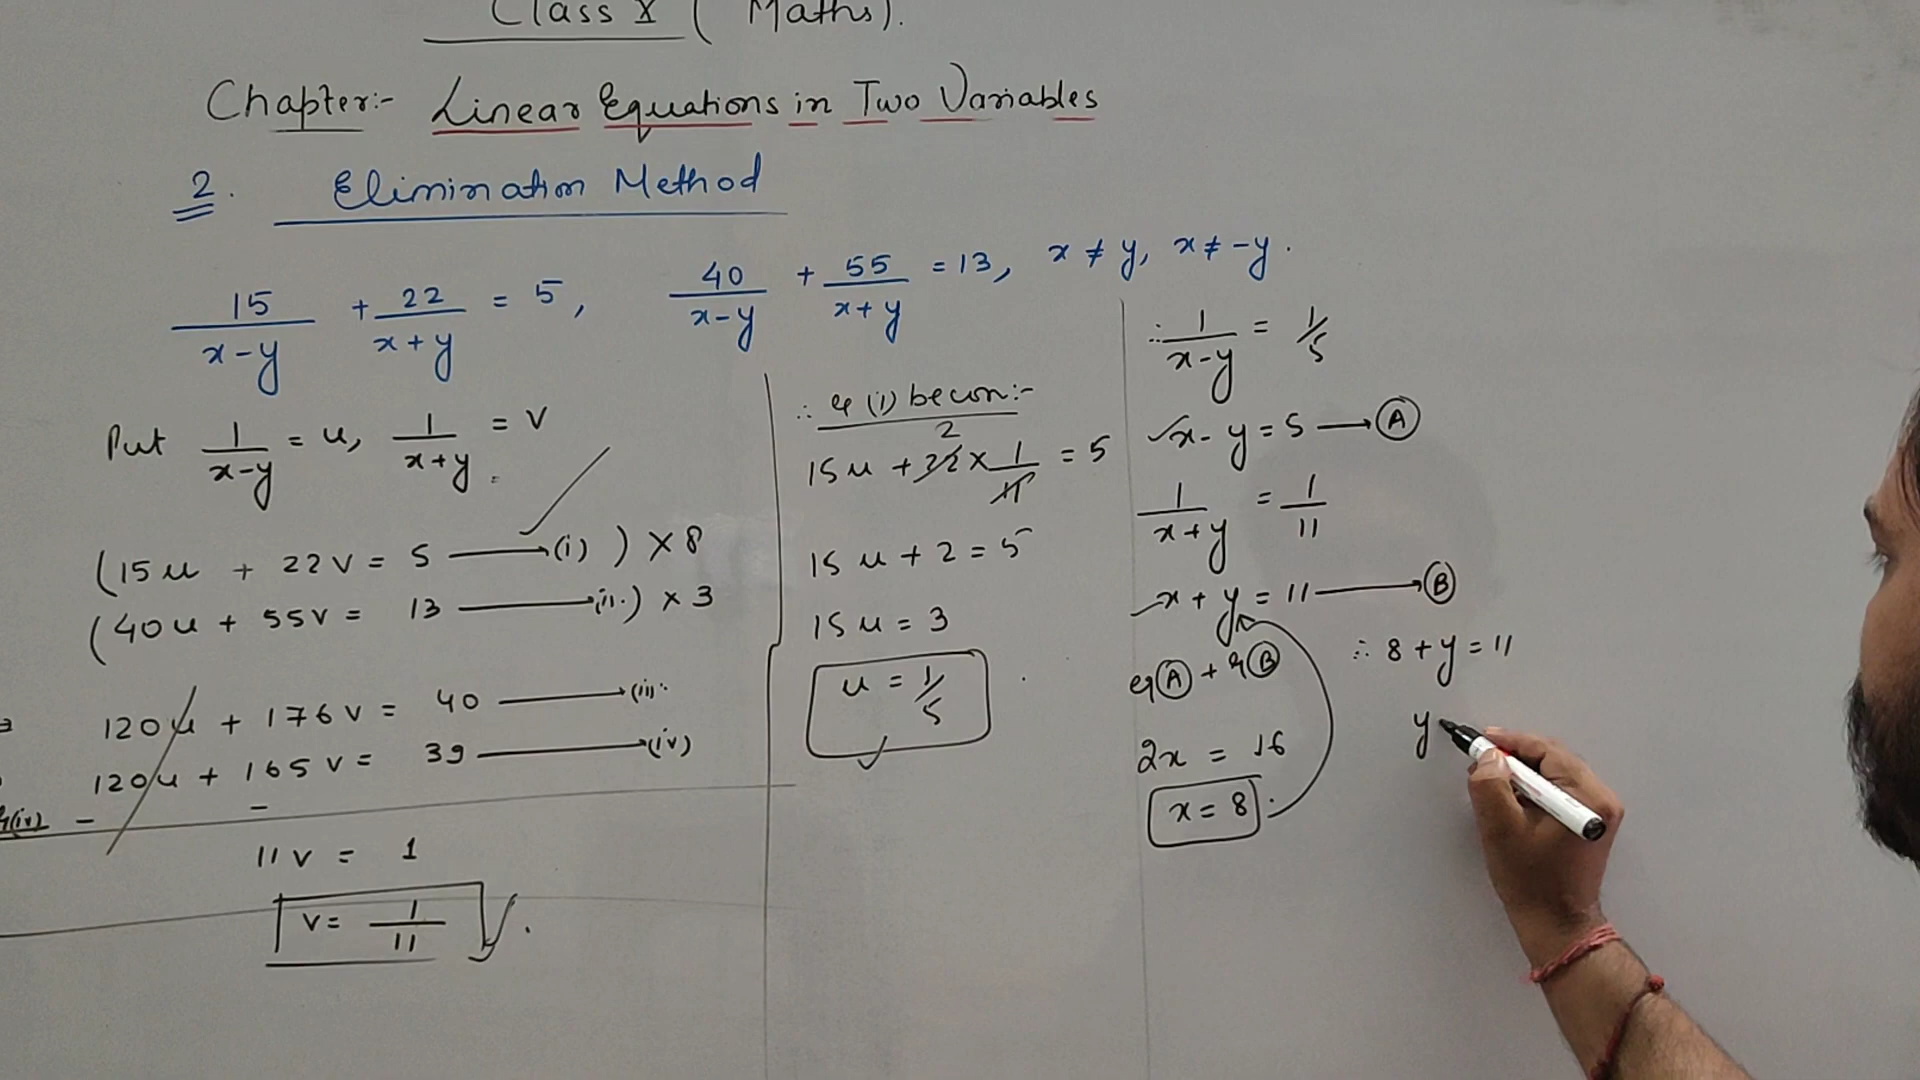 Class X ( Maths).
Chapter:- Linear Equations in Two Variables
2. Elimination Method
15/(x-y) + 22/(x+y) = 5, 40/(x-y) + 55/(x+y) = 13, x ≠ y, x ≠ -y.
Put 1/(x-y) = u, 1/(x+y) = v
(15u + 22v = 5 ⟶ (i) ) × 8
(40u + 55v = 13 ⟶ (ii) ) × 3
120u + 176v = 40 ⟶ (iii)
120u + 165v = 39 ⟶ (iv)
(iv) - -
11v = 1
v = 1/11
∴ eq (i) becom:-
15u + 22 × 1/11 = 5
2
15u + 2 = 5
15u = 3
u = 1/5
∴ 1/(x-y) = 1/5
x - y = 5 ⟶ (A)
1/(x+y) = 1/11
x + y = 11 ⟶ (B)
eq (A) + eq (B)
2x = 16
x = 8
∴ 8 + y = 11
y